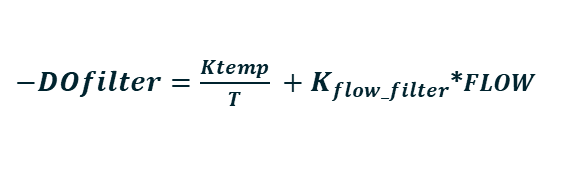 −DOfilter = Ktemp/T + K_flow_filter*FLOW